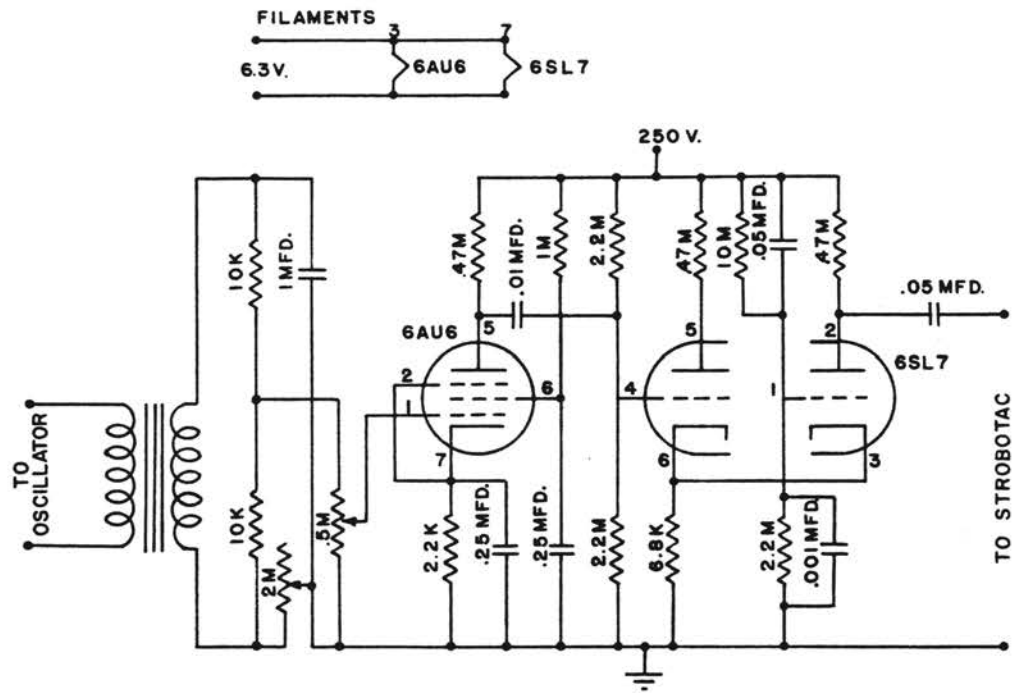 FILAMENTS
3
7
6.3 V.
6AU6
6SL7
250 V.
10K
1 MFD.
.47M
.01 MFD.
1M
2.2M
.47M
10M
.05 MFD.
.47M
.05 MFD.
6AU6
5
5
2
6SL7
2
1
6
4
1
7
6
3
TO
OSCILLATOR
10K
2M
.5M
2.2K
.25 MFD.
.25 MFD.
2.2M
6.8K
2.2M
.001 MFD.
TO STROBOTAC